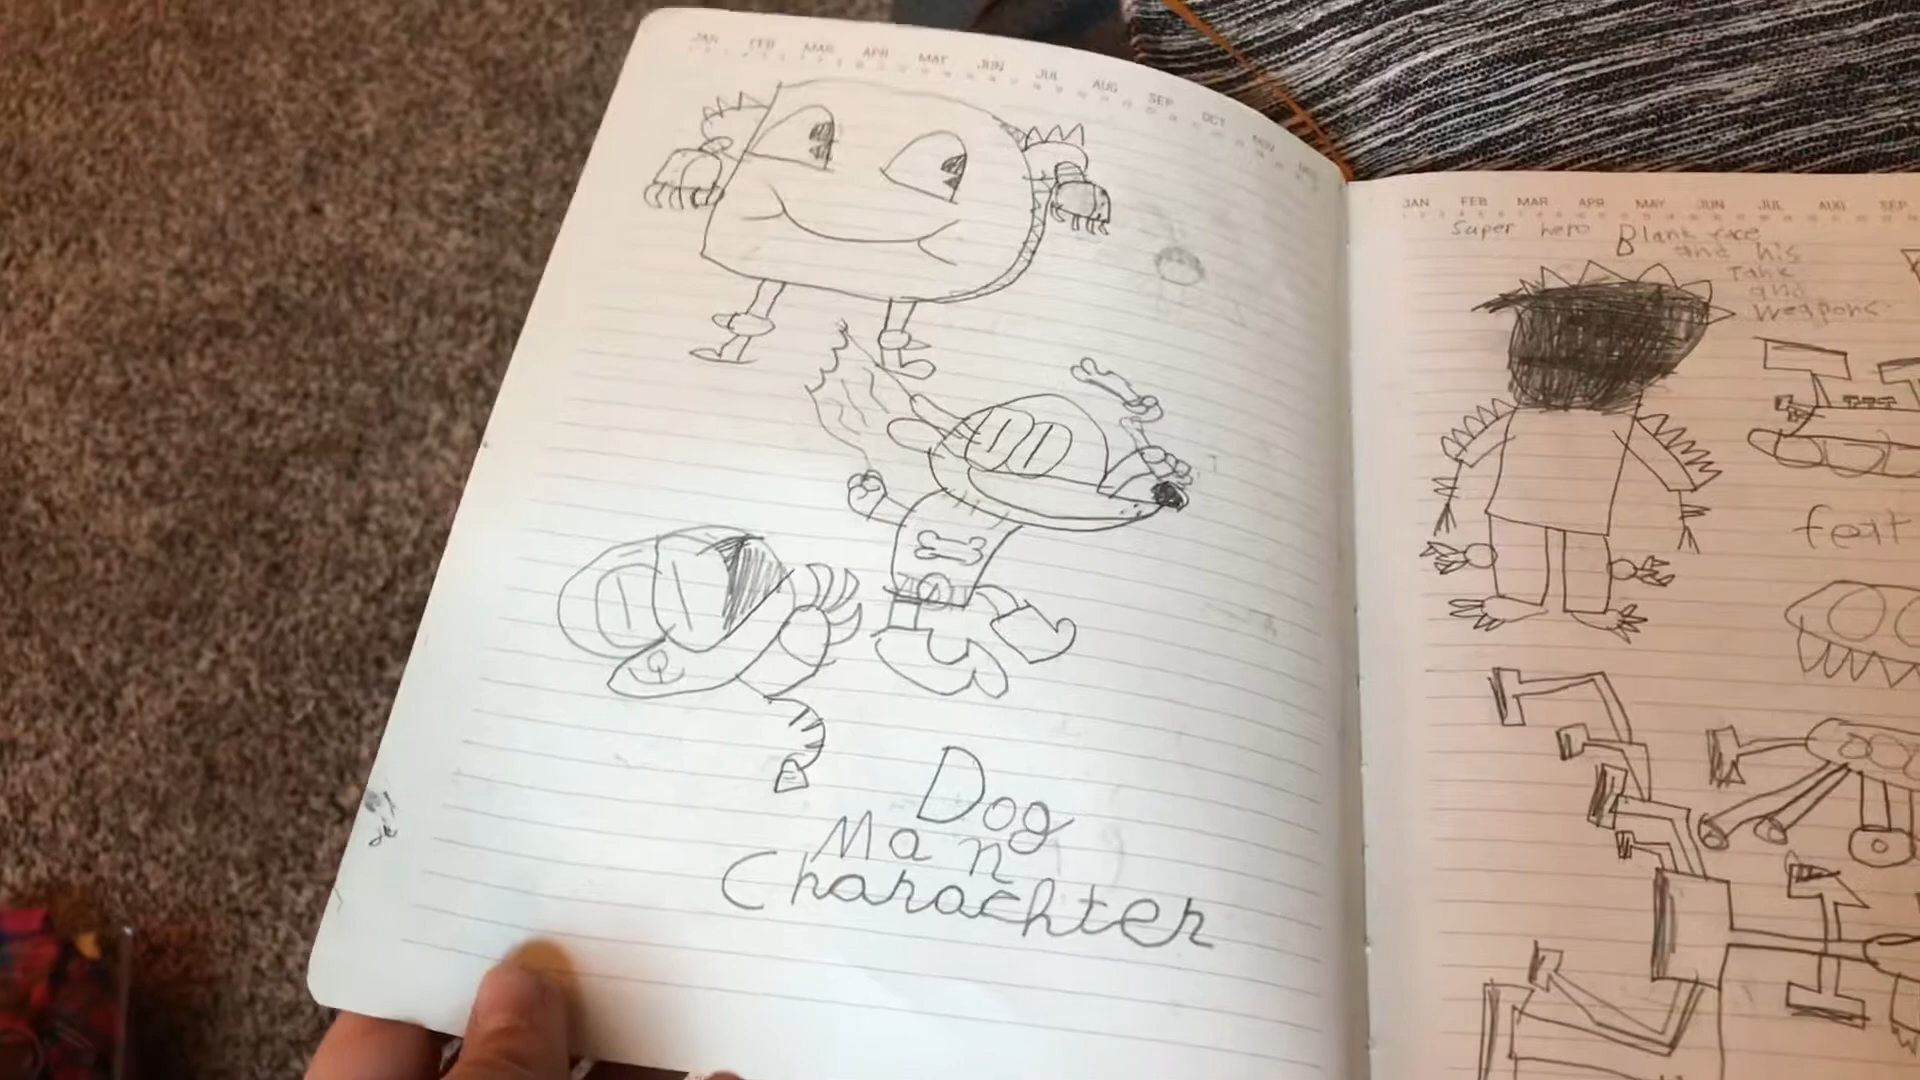 JAN FEB MAR APR MAY JUN JUL AUG SEP OCT NOV DEC
Dog
Man
Charachter
JAN FEB MAR APR MAY JUN JUL AUG SEP
Super hero Blank face
and his
Tank
and
weapons
feat